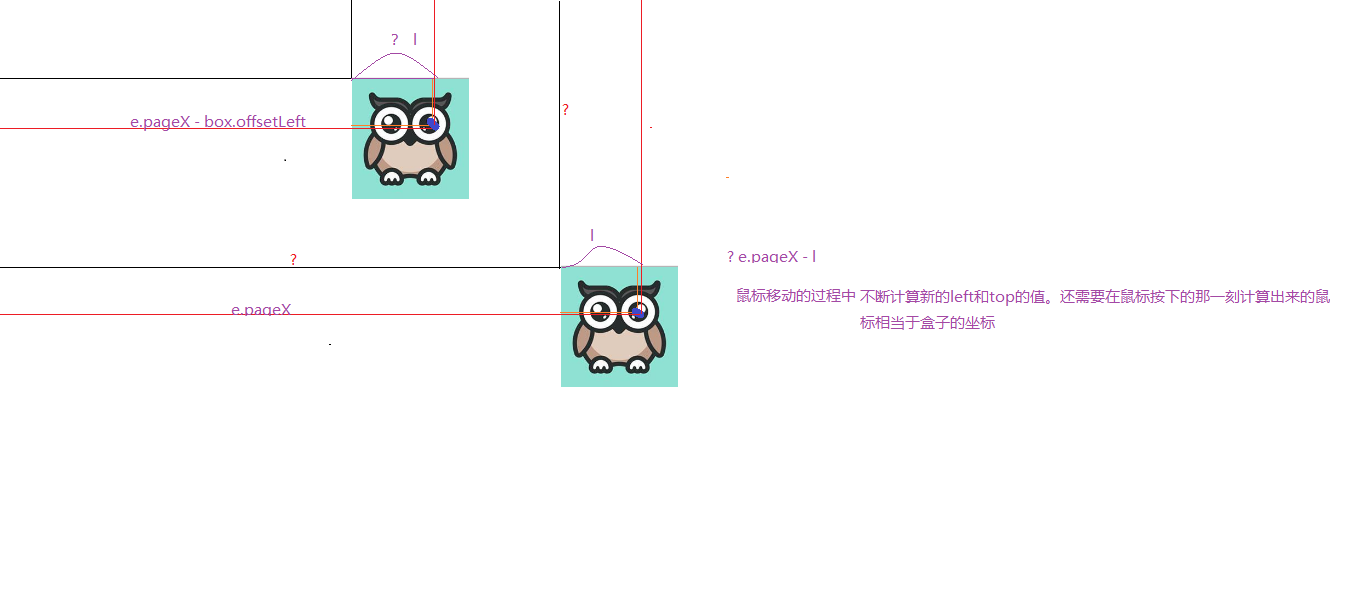 ? l
e.pageX - box.offsetLeft
?
l
?
e.pageX
? e.pageX - l
鼠标移动的过程中 不断计算新的left和top的值。还需要在鼠标按下的那一刻计算出来的鼠
标相当于盒子的坐标